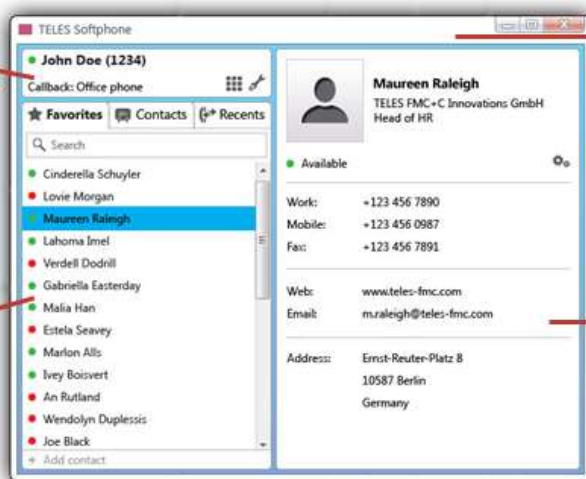 TELES Softphone
John Doe (1234)
Callback: Office phone
Favorites
Contacts
Recents
Search
Cinderella Schuyler
Lovie Morgan
Maureen Raleigh
Lahoma Imel
Verdell Dodrill
Gabriella Easterday
Malia Han
Estela Seavey
Marlon Alls
Ivey Boisvert
An Rutland
Wendolyn Duplessis
Joe Black
+ Add contact
Maureen Raleigh
TELES FMC+C Innovations GmbH
Head of HR
Available
Work: +123 456 7890
Mobile: +123 456 0987
Fax: +123 456 7891
Web: www.teles-fmc.com
Email: m.raleigh@teles-fmc.com
Address: Ernst-Reuter-Platz 8
10587 Berlin
Germany